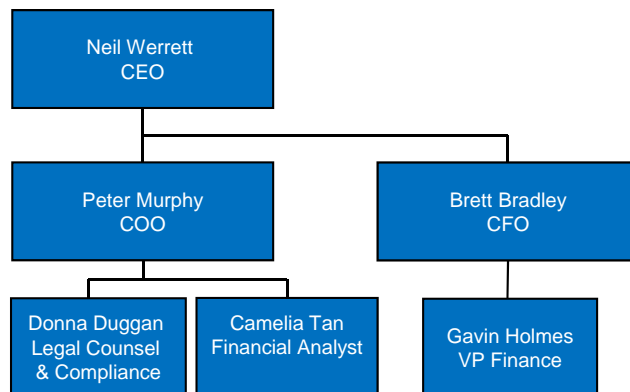 Neil Werrett
CEO
Peter Murphy
COO
Brett Bradley
CFO
Donna Duggan
Legal Counsel
& Compliance
Camelia Tan
Financial Analyst
Gavin Holmes
VP Finance